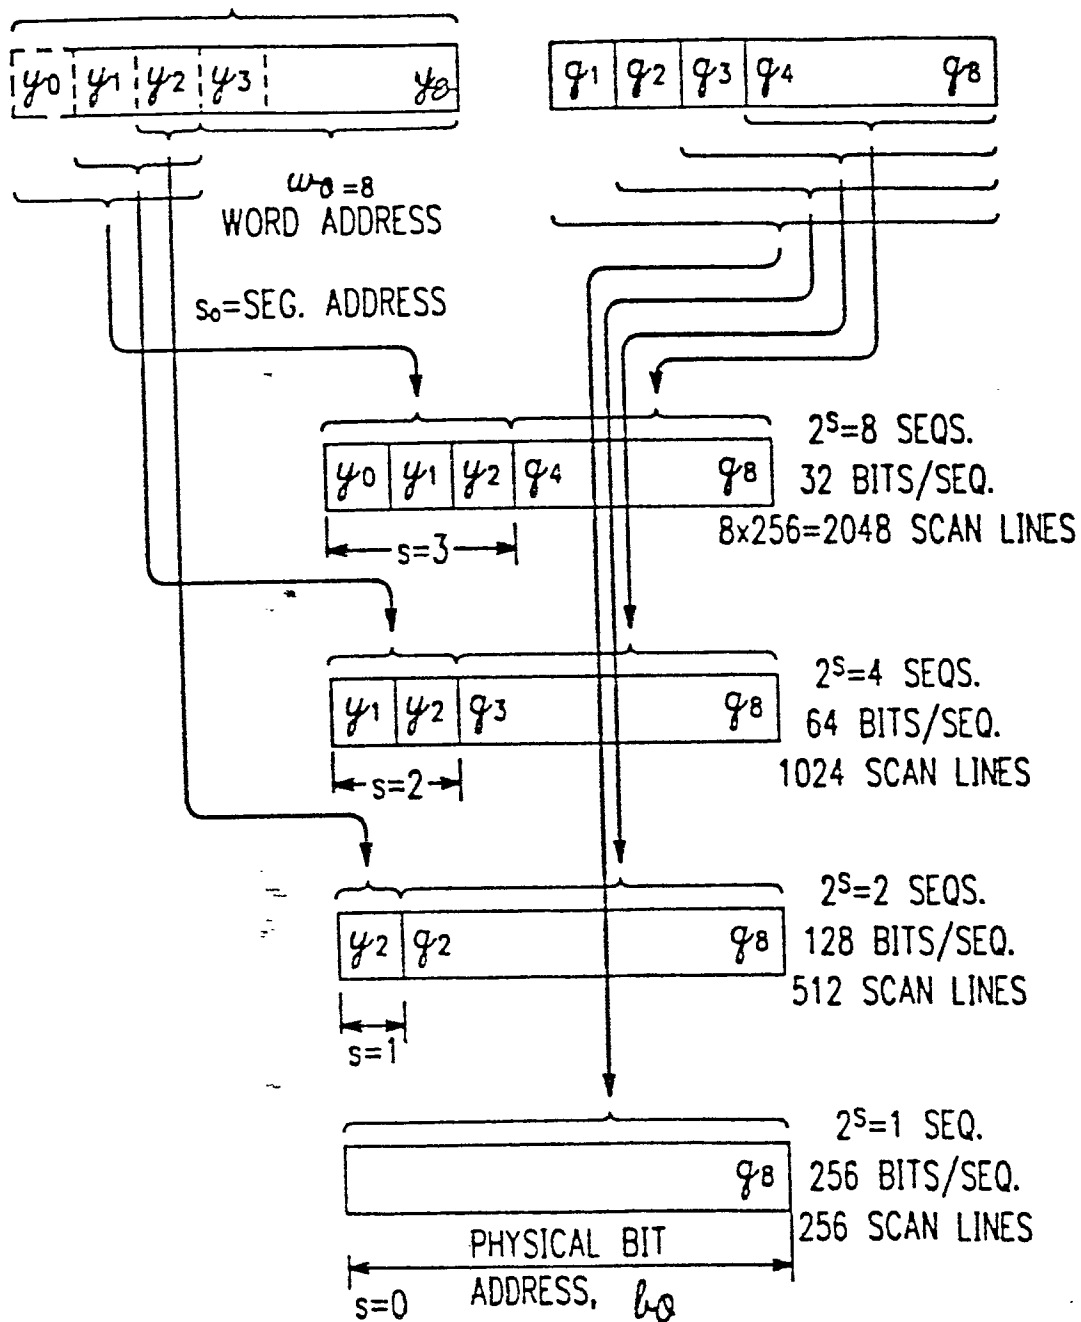 y0 y1 y2 y3 y8
q1 q2 q3 q4 q8
w0=8
WORD ADDRESS
s0=SEG. ADDRESS
y0 y1 y2 q4 q8
2s=8 SEQS.
32 BITS/SEQ.
8x256=2048 SCAN LINES
s=3
y1 y2 q3 q8
2s=4 SEQS.
64 BITS/SEQ.
1024 SCAN LINES
s=2
y2 q2 q8
2s=2 SEQS.
128 BITS/SEQ.
512 SCAN LINES
s=1
q8
2s=1 SEQ.
256 BITS/SEQ.
256 SCAN LINES
PHYSICAL BIT
ADDRESS, b0
s=0